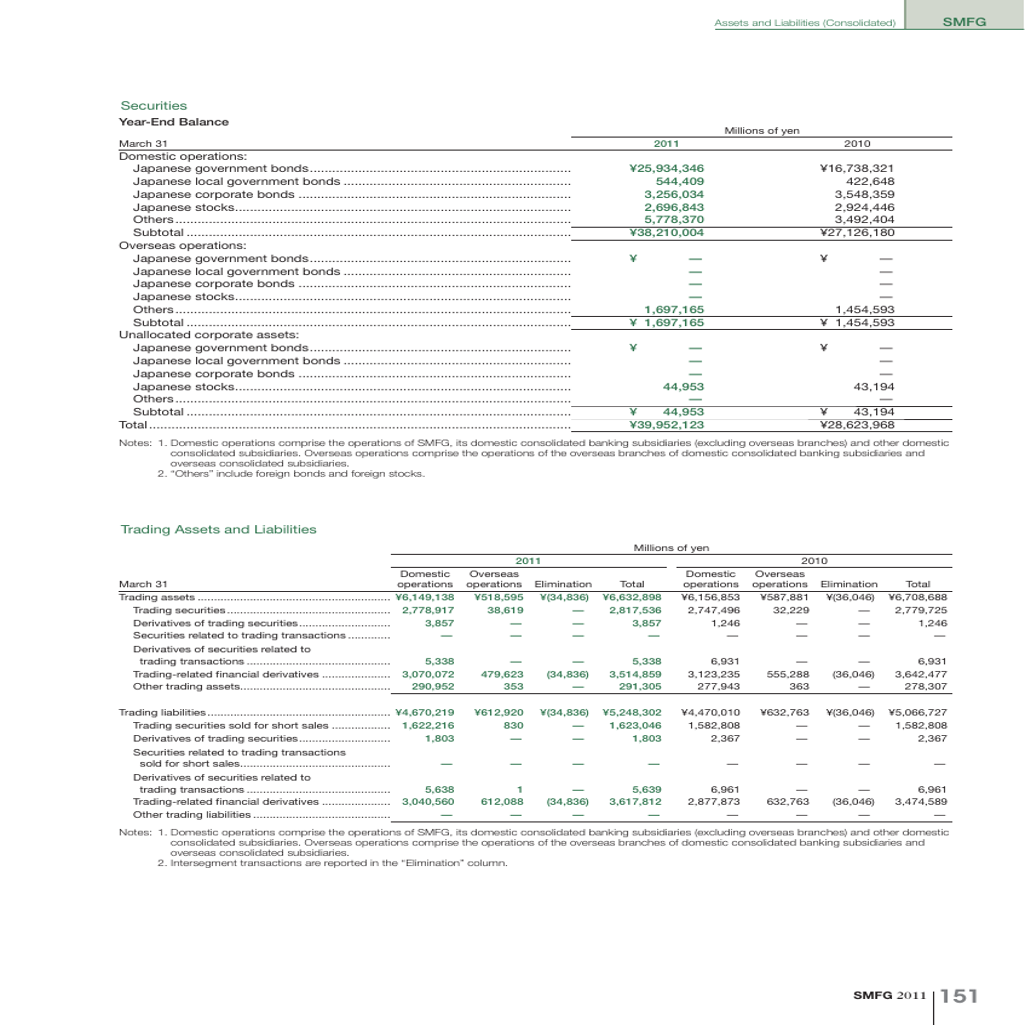 Assets and Liabilities (Consolidated) SMFG
Securities
Year-End Balance
Millions of yen
March 31 2011 2010
Domestic operations:
Japanese government bonds ¥25,934,346 ¥16,738,321
Japanese local government bonds 544,409 422,648
Japanese corporate bonds 3,256,034 3,548,359
Japanese stocks 2,696,843 2,924,446
Others 5,778,370 3,492,404
Subtotal ¥38,210,004 ¥27,126,180
Overseas operations:
Japanese government bonds ¥ — ¥ —
Japanese local government bonds — —
Japanese corporate bonds — —
Japanese stocks — —
Others 1,697,165 1,454,593
Subtotal ¥ 1,697,165 ¥ 1,454,593
Unallocated corporate assets:
Japanese government bonds ¥ — ¥ —
Japanese local government bonds — —
Japanese corporate bonds — —
Japanese stocks 44,953 43,194
Others — —
Subtotal ¥ 44,953 ¥ 43,194
Total ¥39,952,123 ¥28,623,968
Notes: 1. Domestic operations comprise the operations of SMFG, its domestic consolidated banking subsidiaries (excluding overseas branches) and other domestic
consolidated subsidiaries. Overseas operations comprise the operations of the overseas branches of domestic consolidated banking subsidiaries and
overseas consolidated subsidiaries.
2. “Others” include foreign bonds and foreign stocks.
Trading Assets and Liabilities
Millions of yen
2011 2010
Domestic Overseas Domestic Overseas
March 31 operations operations Elimination Total operations operations Elimination Total
Trading assets ¥6,149,138 ¥518,595 ¥(34,836) ¥6,632,898 ¥6,156,853 ¥587,881 ¥(36,046) ¥6,708,688
Trading securities 2,778,917 38,619 — 2,817,536 2,747,496 32,229 — 2,779,725
Derivatives of trading securities 3,857 — — 3,857 1,246 — — 1,246
Securities related to trading transactions — — — — — — — —
Derivatives of securities related to
trading transactions 5,338 — — 5,338 6,931 — — 6,931
Trading-related financial derivatives 3,070,072 479,623 (34,836) 3,514,859 3,123,235 555,288 (36,046) 3,642,477
Other trading assets 290,952 353 — 291,305 277,943 363 — 278,307
Trading liabilities ¥4,670,219 ¥612,920 ¥(34,836) ¥5,248,302 ¥4,470,010 ¥632,763 ¥(36,046) ¥5,066,727
Trading securities sold for short sales 1,622,216 830 — 1,623,046 1,582,808 — — 1,582,808
Derivatives of trading securities 1,803 — — 1,803 2,367 — — 2,367
Securities related to trading transactions
sold for short sales — — — — — — — —
Derivatives of securities related to
trading transactions 5,638 1 — 5,639 6,961 — — 6,961
Trading-related financial derivatives 3,040,560 612,088 (34,836) 3,617,812 2,877,873 632,763 (36,046) 3,474,589
Other trading liabilities — — — — — — — —
Notes: 1. Domestic operations comprise the operations of SMFG, its domestic consolidated banking subsidiaries (excluding overseas branches) and other domestic
consolidated subsidiaries. Overseas operations comprise the operations of the overseas branches of domestic consolidated banking subsidiaries and
overseas consolidated subsidiaries.
2. Intersegment transactions are reported in the “Elimination” column.
SMFG 2011 151